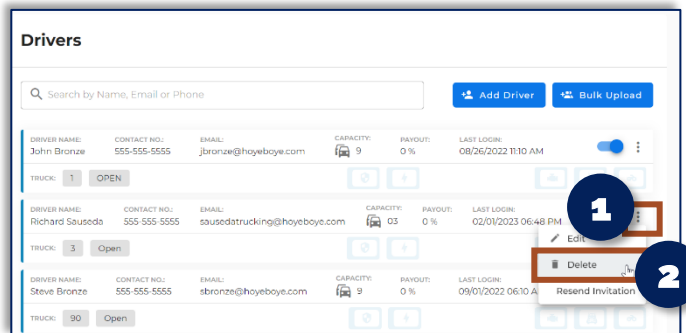 Drivers
Search by Name, Email or Phone
Add Driver
Bulk Upload
DRIVER NAME: CONTACT NO.: EMAIL: CAPACITY: PAYOUT: LAST LOGIN:
John Bronze 555-555-5555 jbronze@hoyeboye.com 9 0 % 08/26/2022 11:10 AM
TRUCK: 1 OPEN
DRIVER NAME: CONTACT NO.: EMAIL: CAPACITY: PAYOUT: LAST LOGIN:
Richard Sauseda 555-555-5555 sausedatrucking@hoyeboye.com 03 0 % 02/01/2023 06:48 PM
1
TRUCK: 3 Open
Edit
Delete
2
DRIVER NAME: CONTACT NO.: EMAIL: CAPACITY: PAYOUT: LAST LOGIN:
Steve Bronze 555-555-5555 sbronze@hoyeboye.com 9 0 % 09/01/2022 06:10 A
Resend Invitation
TRUCK: 90 Open